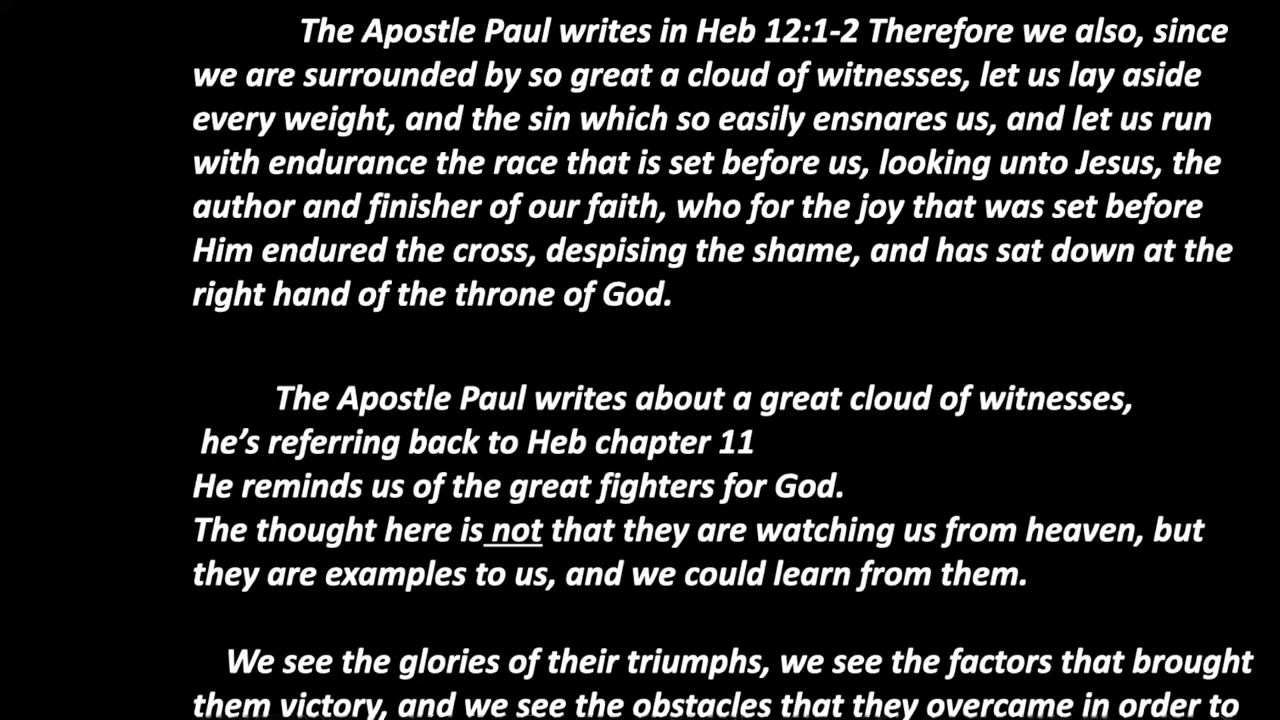 The Apostle Paul writes in Heb 12:1-2 Therefore we also, since
we are surrounded by so great a cloud of witnesses, let us lay aside
every weight, and the sin which so easily ensnares us, and let us run
with endurance the race that is set before us, looking unto Jesus, the
author and finisher of our faith, who for the joy that was set before
Him endured the cross, despising the shame, and has sat down at the
right hand of the throne of God.
The Apostle Paul writes about a great cloud of witnesses,
he’s referring back to Heb chapter 11
He reminds us of the great fighters for God.
The thought here is not that they are watching us from heaven, but
they are examples to us, and we could learn from them.
We see the glories of their triumphs, we see the factors that brought
them victory, and we see the obstacles that they overcame in order to